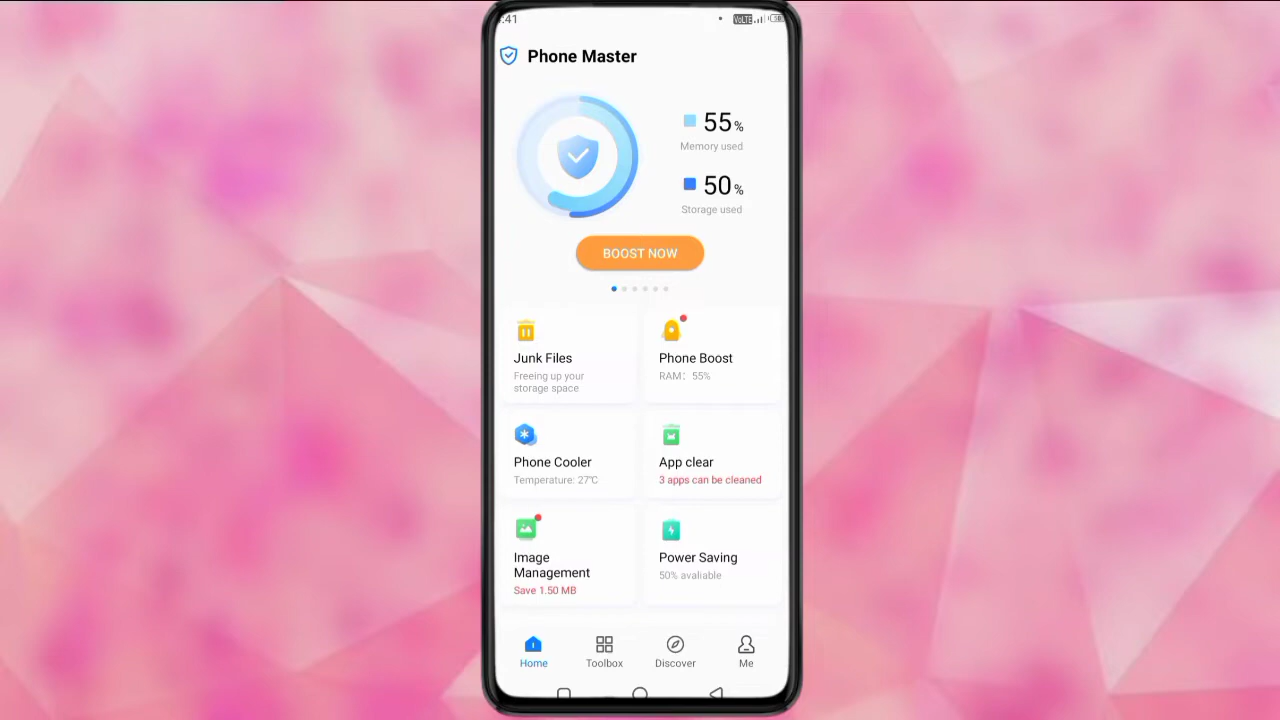 :41
VoLTE
Phone Master
55%
Memory used
50%
Storage used
BOOST NOW
Junk Files
Freeing up your
storage space
Phone Boost
RAM: 55%
Phone Cooler
Temperature: 27°C
App clear
3 apps can be cleaned
Image
Management
Save 1.50 MB
Power Saving
50% avaliable
Home
Toolbox
Discover
Me